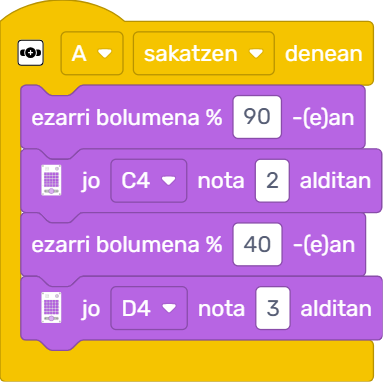 A sakatzen denean
ezarri bolumena % 90 -(e)an
jo C4 nota 2 alditan
ezarri bolumena % 40 -(e)an
jo D4 nota 3 alditan